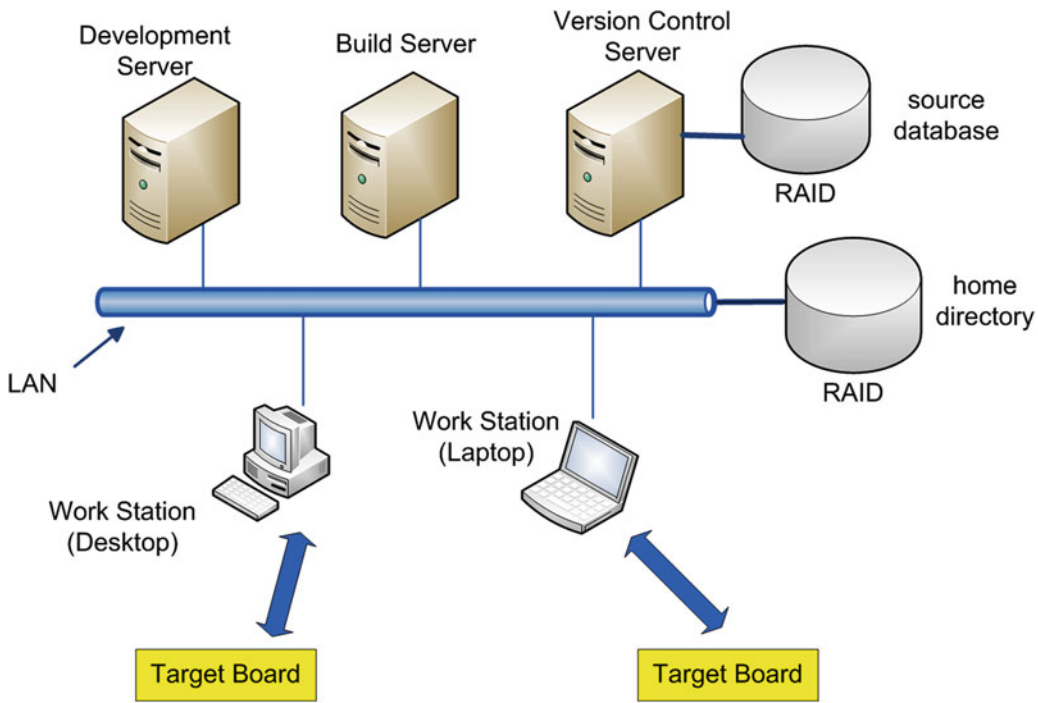 Development
Server
Build Server
Version Control
Server
source
database
RAID
home
directory
RAID
LAN
Work Station
(Laptop)
Work Station
(Desktop)
Target Board
Target Board